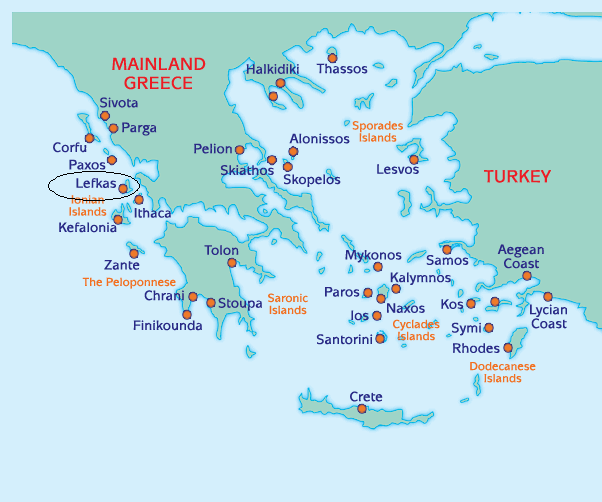 MAINLAND
GREECE
Halkidiki
Thassos
Sivota
Parga
Corfu
Paxos
Lefkas
Ionian
Islands
Ithaca
Kefalonia
Zante
Pelion
Alonissos
Skiathos
Skopelos
Sporades
Islands
Lesvos
TURKEY
The Peloponnese
Tolon
Chrani
Stoupa
Finikounda
Saronic
Islands
Mykonos
Samos
Aegean
Coast
Kalymnos
Paros
Naxos
Ios
Cyclades
Islands
Santorini
Kos
Lycian
Coast
Symi
Rhodes
Dodecanese
Islands
Crete